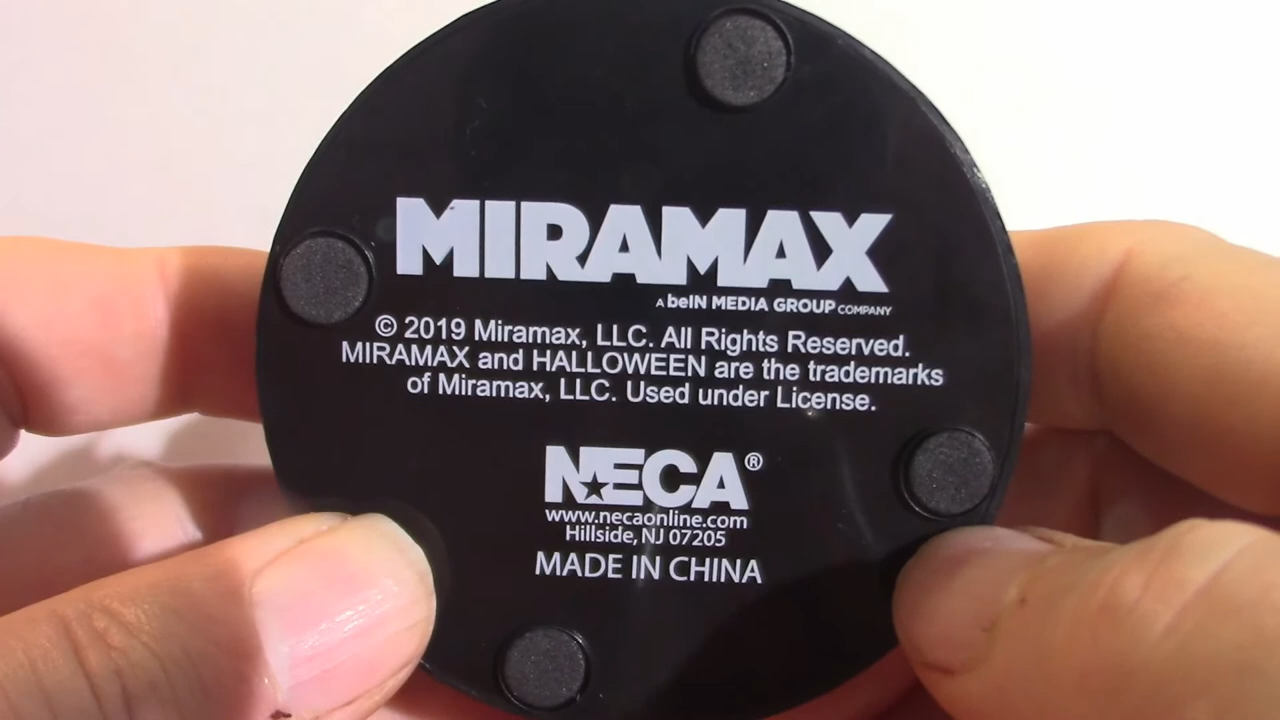 MIRAMAX
A beIN MEDIA GROUP COMPANY
© 2019 Miramax, LLC. All Rights Reserved.
MIRAMAX and HALLOWEEN are the trademarks
of Miramax, LLC. Used under License.
NECA®
www.necaonline.com
Hillside, NJ 07205
MADE IN CHINA